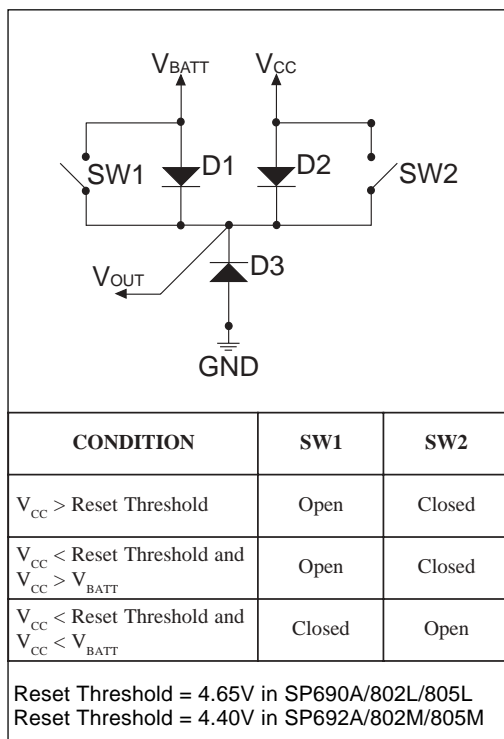 VBATT VCC
SW1 D1 D2 SW2
VOUT D3
GND
CONDITION SW1 SW2
VCC > Reset Threshold Open Closed
VCC < Reset Threshold and
VCC > VBATT Open Closed
VCC < Reset Threshold and
VCC < VBATT Closed Open
Reset Threshold = 4.65V in SP690A/802L/805L
Reset Threshold = 4.40V in SP692A/802M/805M